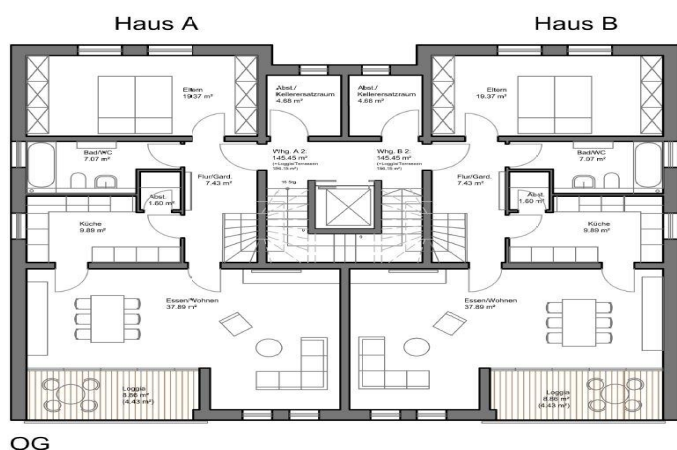 Haus A
Haus B
Eltern
19.37 m²
Abst./
Kellerersatzraum
4.68 m²
Abst./
Kellerersatzraum
4.68 m²
Eltern
19.37 m²
Bad/WC
7.07 m²
Whg. A 2:
145.45 m²
Whg. B 2:
145.45 m²
Bad/WC
7.07 m²
Flur/Gard.
7.43 m²
Flur/Gard.
7.43 m²
Abst.
1.60 m²
Abst.
1.60 m²
Küche
9.89 m²
Küche
9.89 m²
Essen/Wohnen
37.89 m²
Essen/Wohnen
37.89 m²
Loggia
8.86 m²
(4.43 m²)
Loggia
8.86 m²
(4.43 m²)
OG